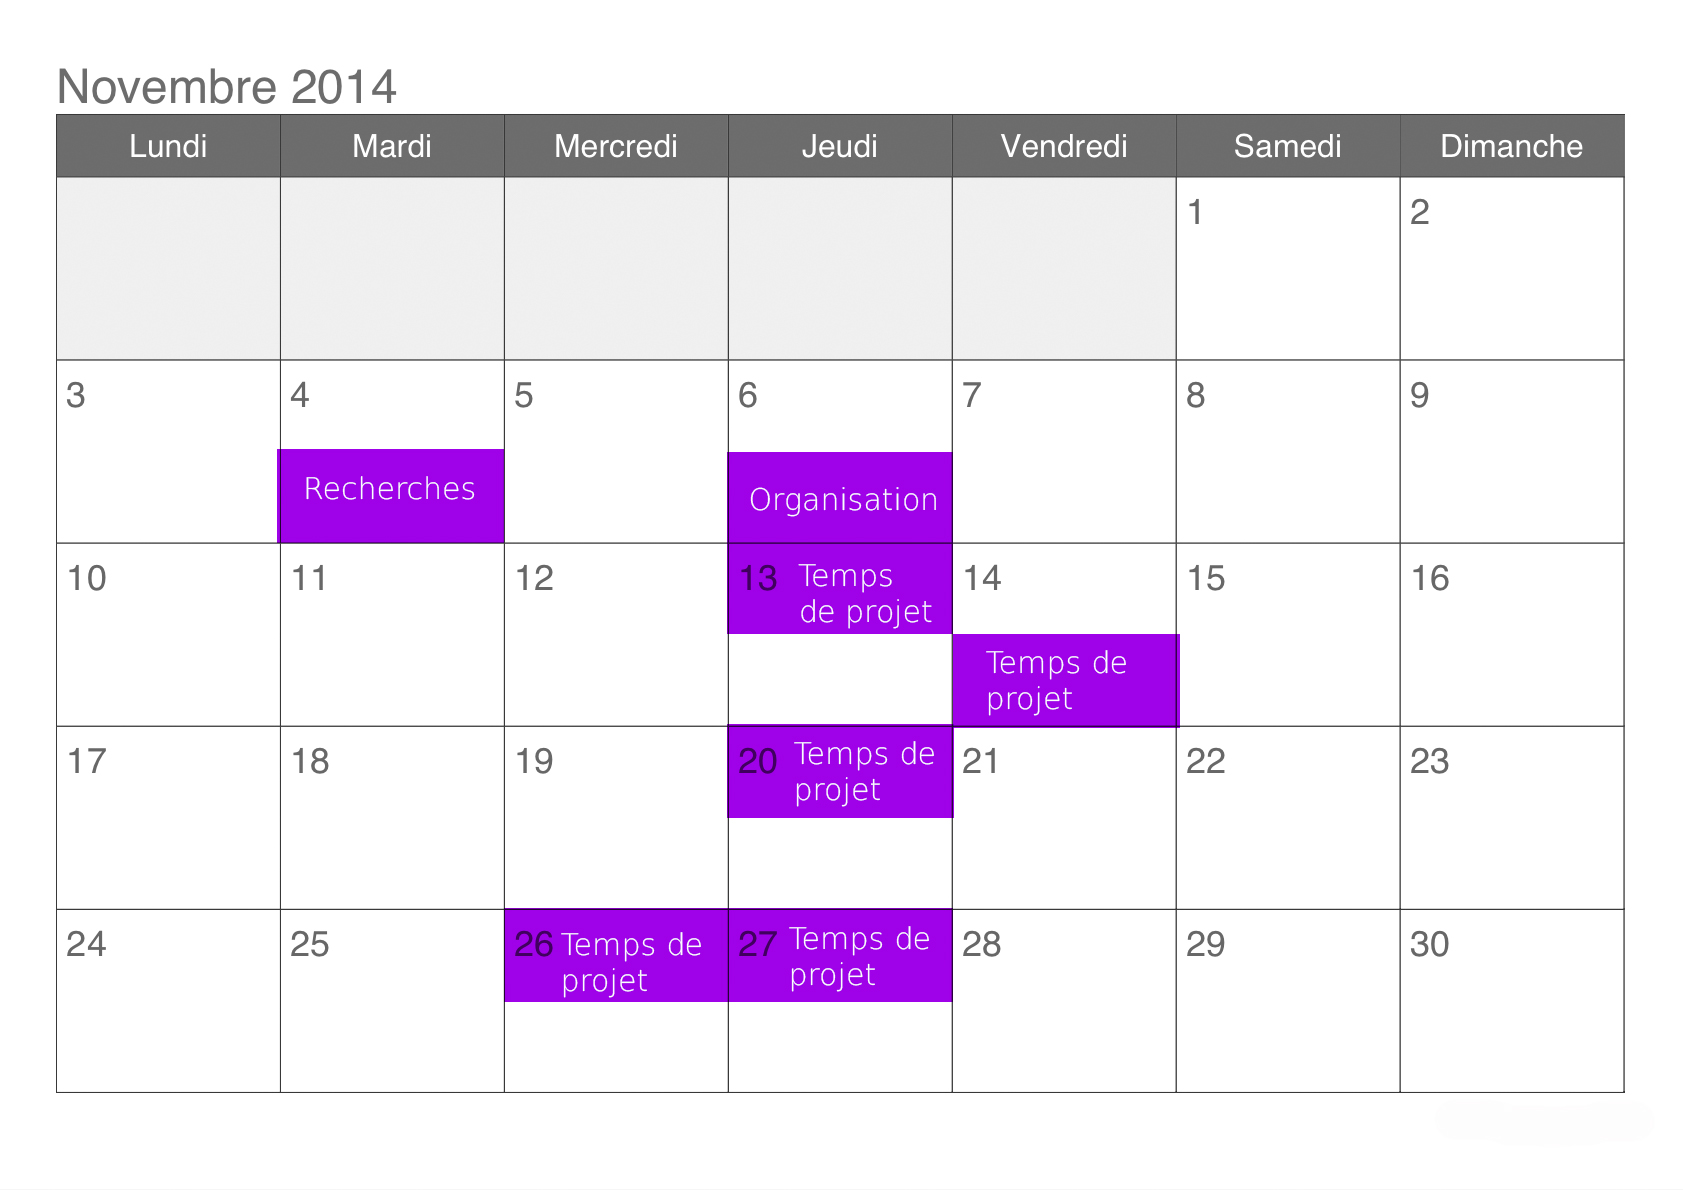 Novembre 2014
Lundi Mardi Mercredi Jeudi Vendredi Samedi Dimanche
1 2
3 4 5 6 7 8 9
Recherches Organisation
10 11 12 13 Temps 14 15 16
de projet
Temps de
projet
17 18 19 20 Temps de 21 22 23
projet
24 25 26 Temps de 27 Temps de 28 29 30
projet projet